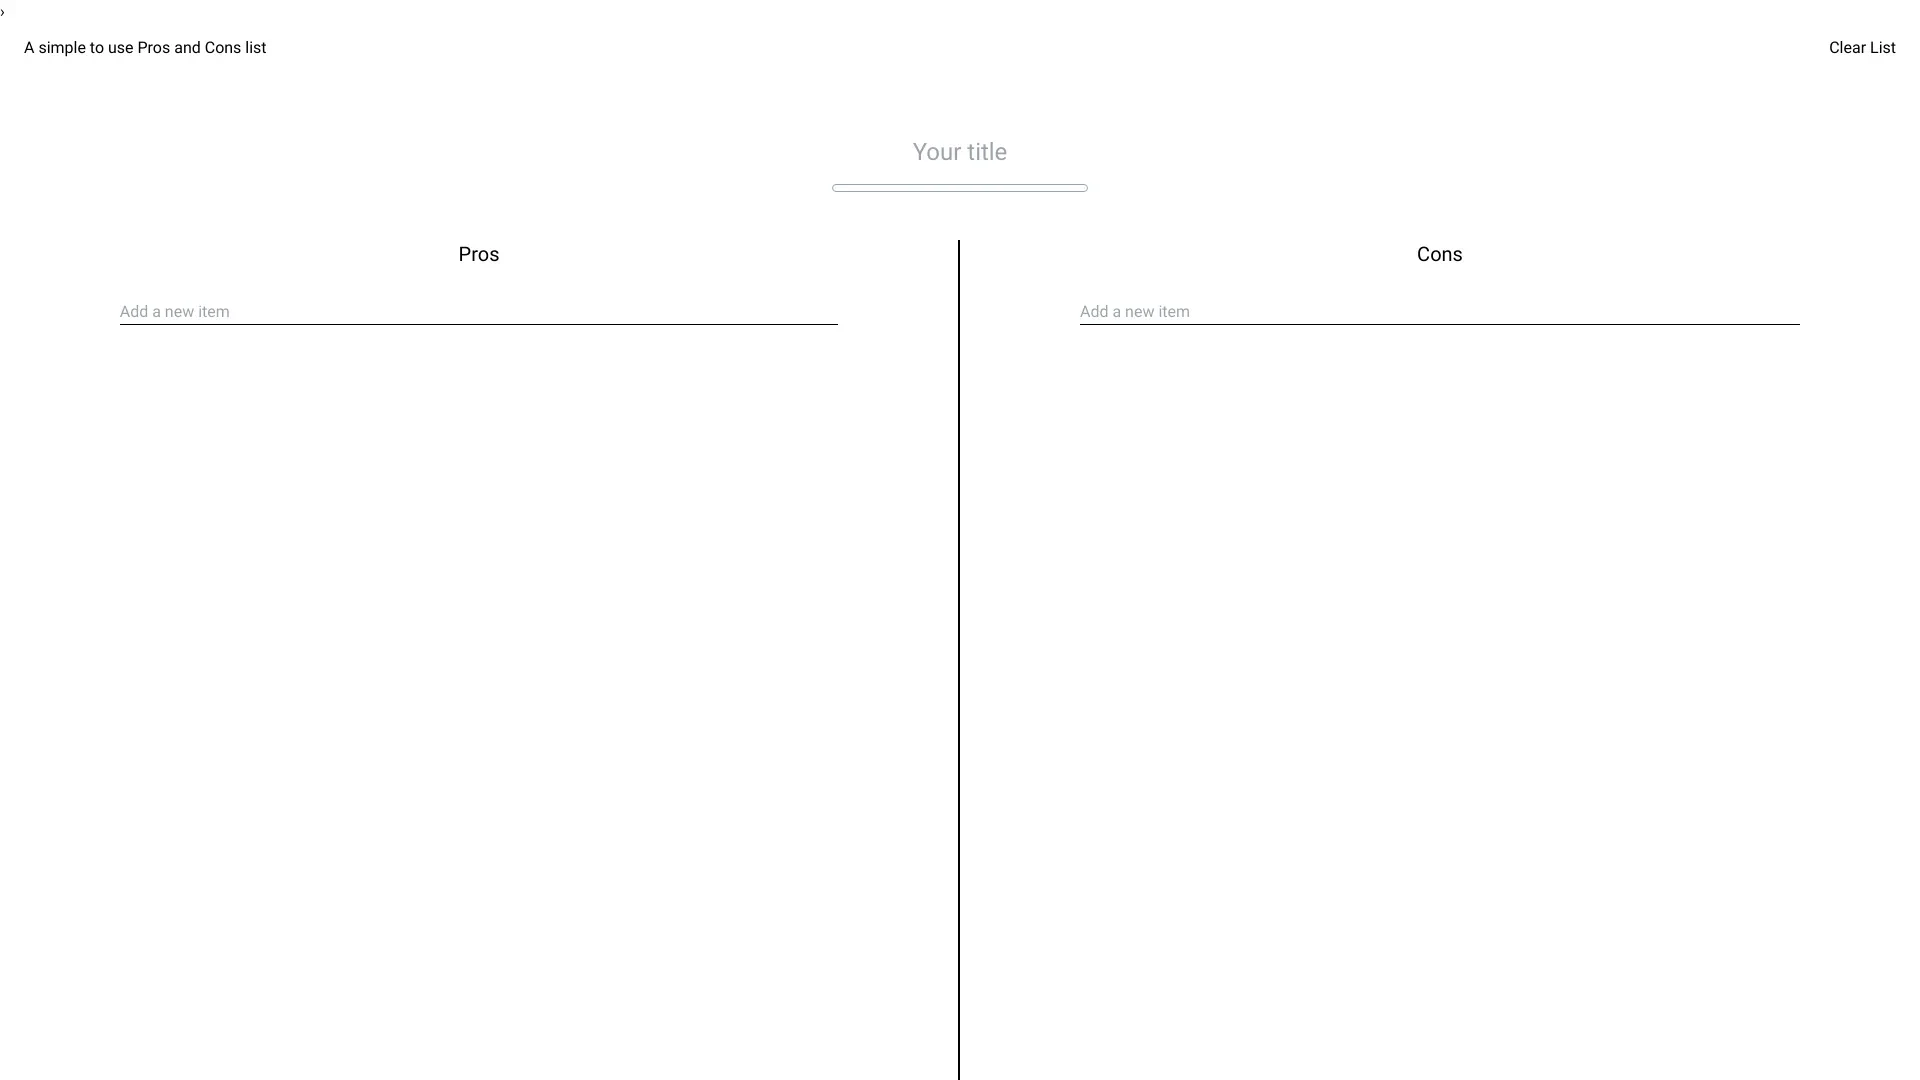 ›
A simple to use Pros and Cons list
Clear List
Your title
Pros
Cons
Add a new item
Add a new item